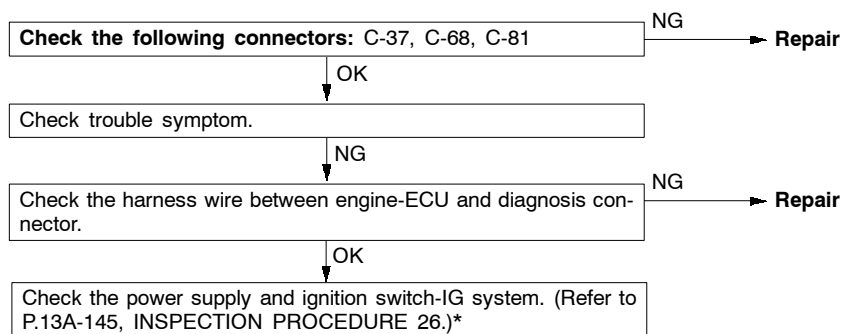 Check the following connectors: C-37, C-68, C-81
NG
Repair
OK
Check trouble symptom.
NG
Check the harness wire between engine-ECU and diagnosis con-
nector.
NG
Repair
OK
Check the power supply and ignition switch-IG system. (Refer to
P.13A-145, INSPECTION PROCEDURE 26.)*